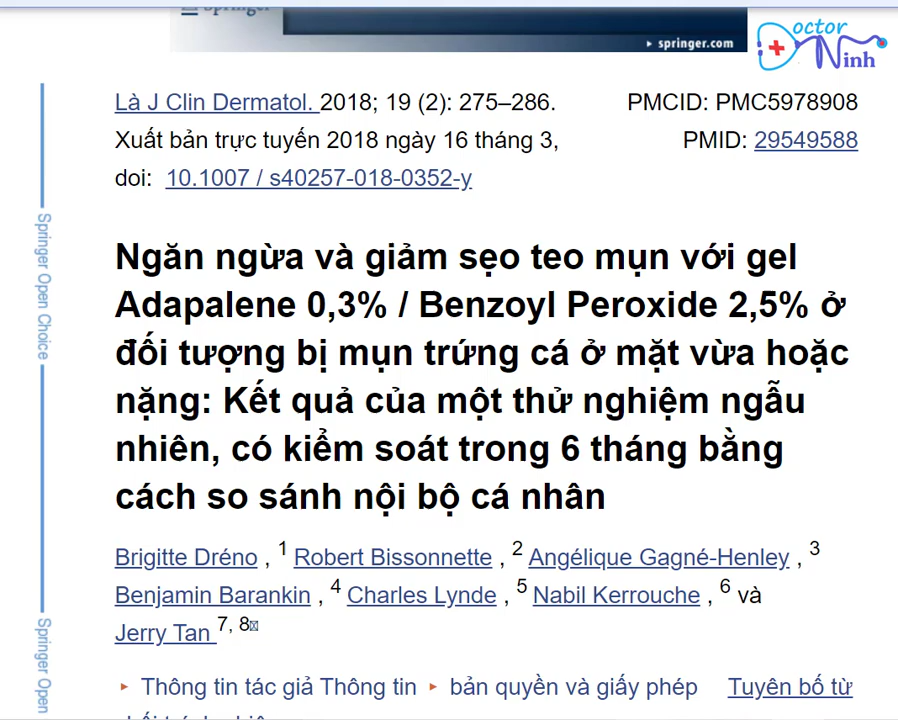 Springer
springer.com
Doctor
Ninh
Là J Clin Dermatol. 2018; 19 (2): 275–286.
PMCID: PMC5978908
Xuất bản trực tuyến 2018 ngày 16 tháng 3,
PMID: 29549588
doi: 10.1007 / s40257-018-0352-y
Springer Open Choice
Springer Open
Ngăn ngừa và giảm sẹo teo mụn với gel
Adapalene 0,3% / Benzoyl Peroxide 2,5% ở
đối tượng bị mụn trứng cá ở mặt vừa hoặc
nặng: Kết quả của một thử nghiệm ngẫu
nhiên, có kiểm soát trong 6 tháng bằng
cách so sánh nội bộ cá nhân
Brigitte Dréno , 1 Robert Bissonnette , 2 Angélique Gagné-Henley , 3
Benjamin Barankin , 4 Charles Lynde , 5 Nabil Kerrouche , 6 và
Jerry Tan 7, 8
Thông tin tác giả Thông tin ▸ bản quyền và giấy phép Tuyên bố từ